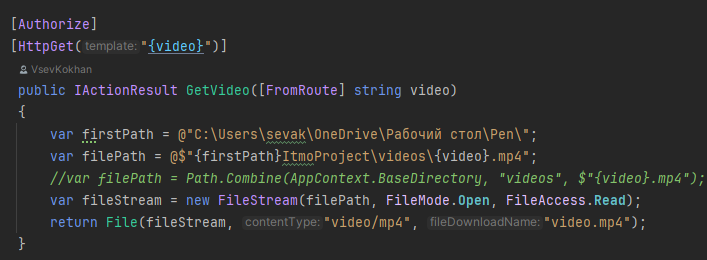 [Authorize]
[HttpGet( template: "{video}")]
VsevKokhan
public IActionResult GetVideo([FromRoute] string video)
{
var firstPath = @"C:\Users\sevak\OneDrive\Рабочий стол\Pen\";
var filePath = @$"{firstPath}ItmoProject\videos\{video}.mp4";
//var filePath = Path.Combine(AppContext.BaseDirectory, "videos", $"{video}.mp4");
var fileStream = new FileStream(filePath, FileMode.Open, FileAccess.Read);
return File(fileStream, contentType: "video/mp4", fileDownloadName: "video.mp4");
}